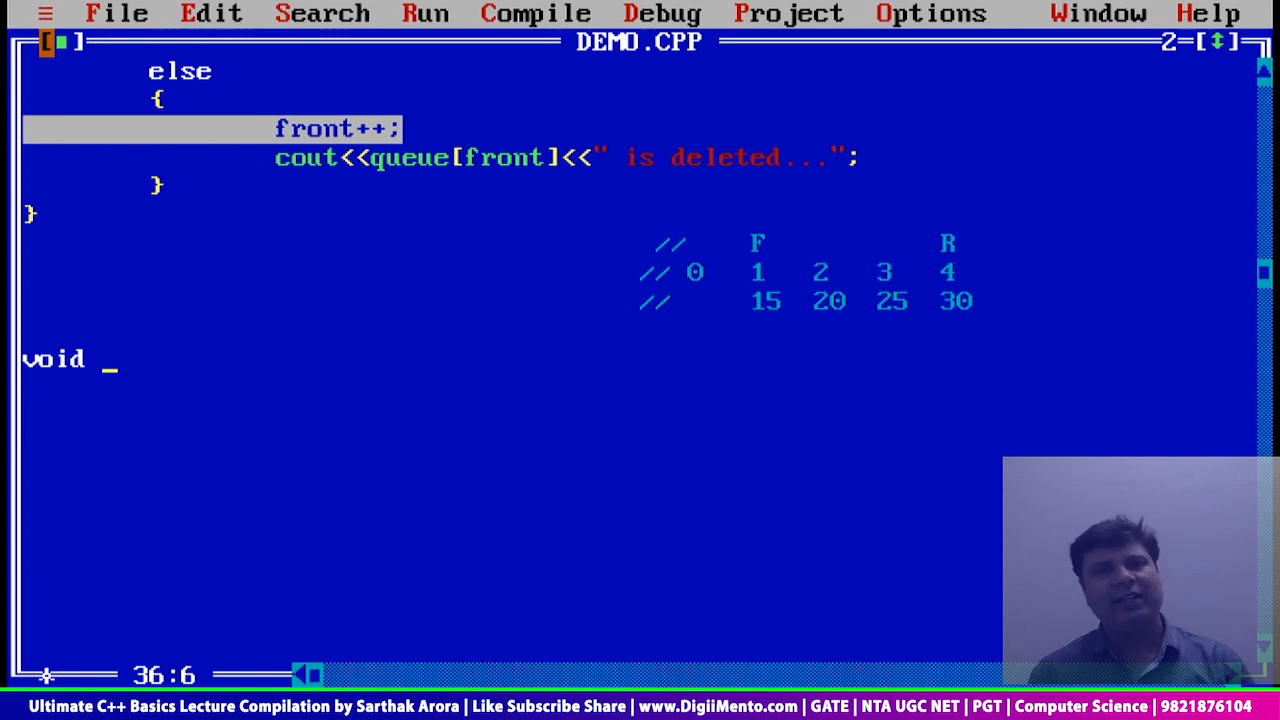 ≡ File Edit Search Run Compile Debug Project Options Window Help
[■] DEMO.CPP 2=[↕]
else
{
front++;
cout<<queue[front]<<" is deleted...";
}
}
// F R
// 0 1 2 3 4
// 15 20 25 30
void _
36:6
Ultimate C++ Basics Lecture Compilation by Sarthak Arora | Like Subscribe Share | www.DigiiMento.com | GATE | NTA UGC NET | PGT | Computer Science | 9821876104